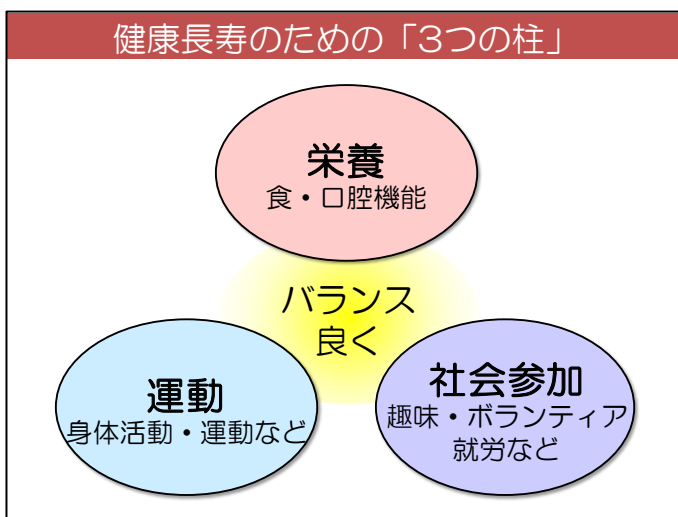 健康長寿のための「3つの柱」
栄養
食・口腔機能
バランス
良く
運動
身体活動・運動など
社会参加
趣味・ボランティア
就労など